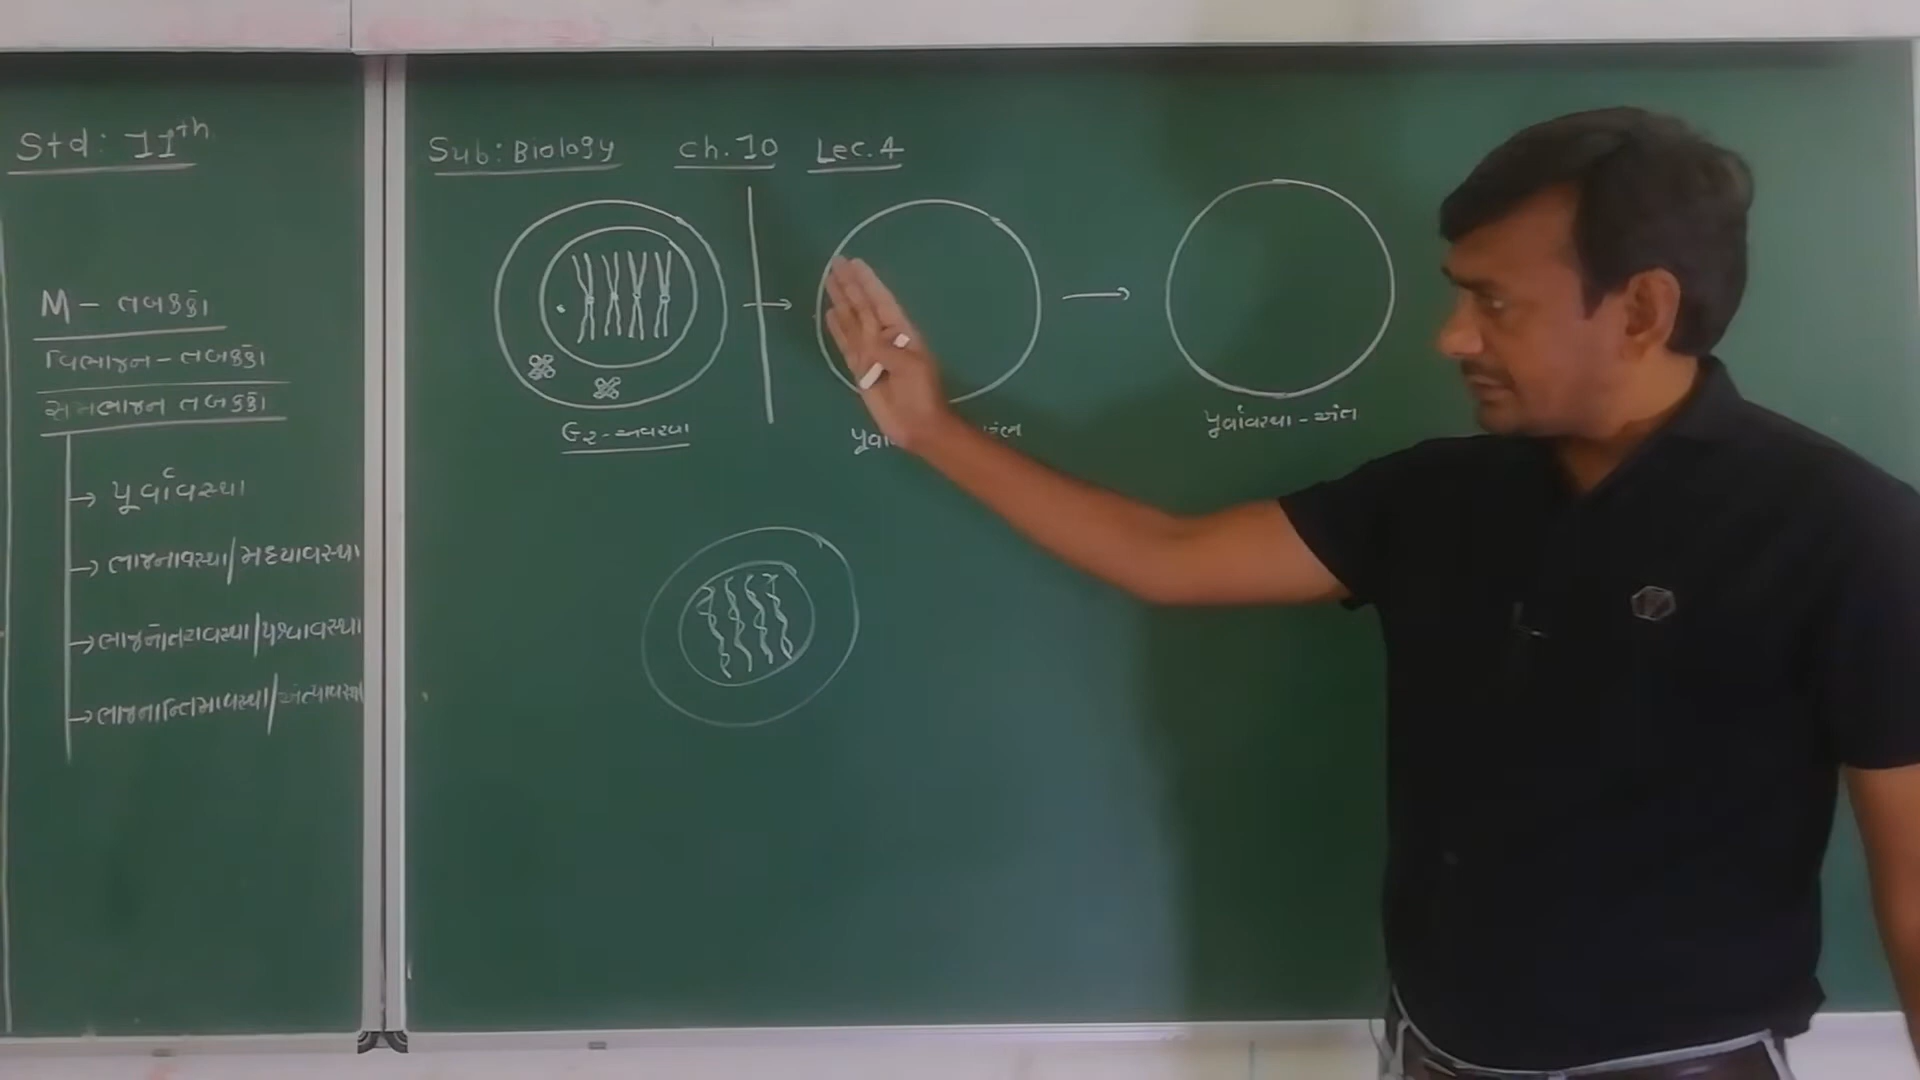 Std: 11th
M - તબક્કો
વિભાજન - તબક્કો
સમભાજન તબક્કો
→ પૂર્વાવસ્થા
→ ભાજનાવસ્થા/મધ્યાવસ્થા
→ ભાજનોતરાવસ્થા/પશ્ચાવસ્થા
→ ભાજનાન્તિમાવસ્થા/અંત્યાવસ્થા
Sub: Biology Ch. 10 Lec. 4
G2 - અવસ્થા
પૂર્વાવસ્થા - અંત